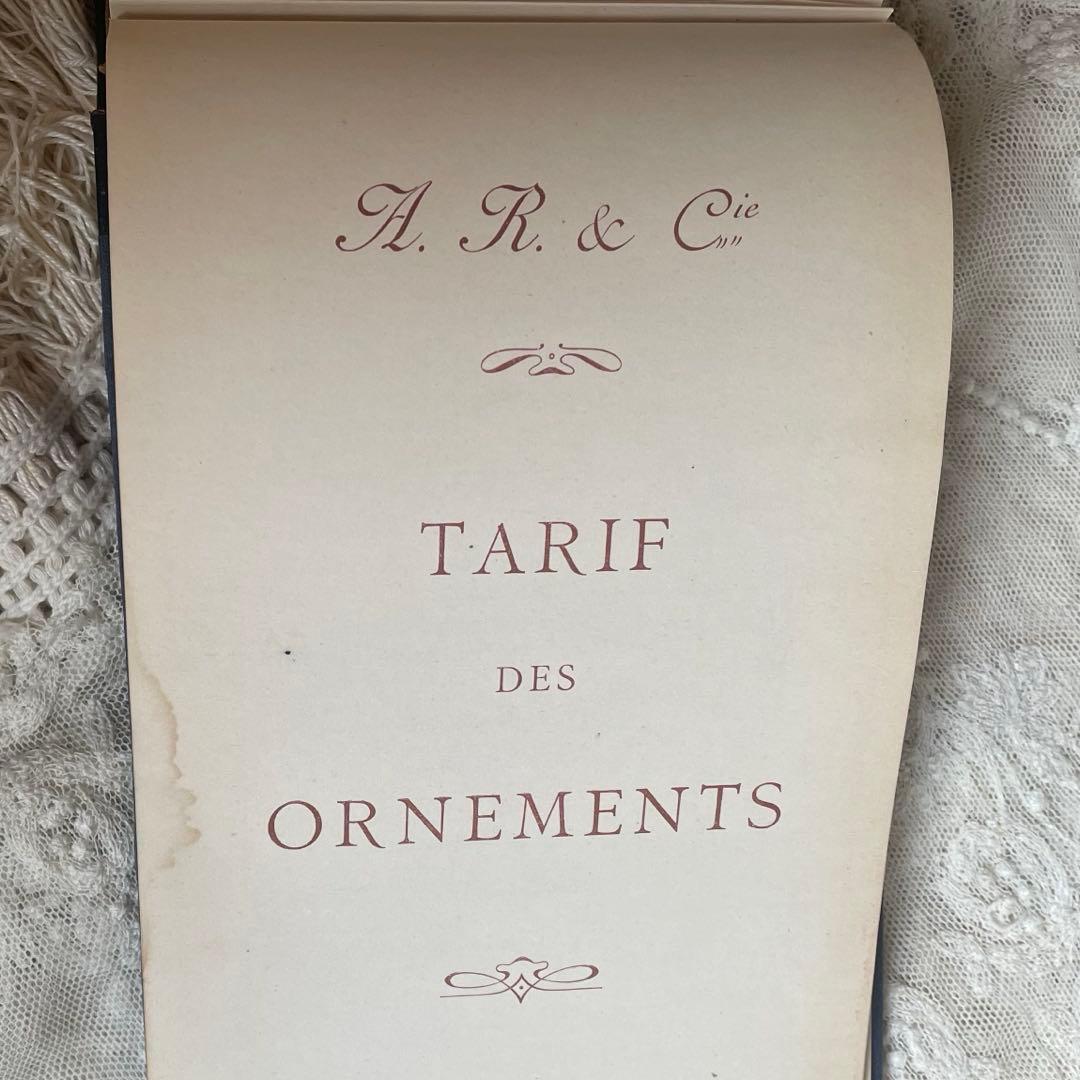 A. R. & Cie
TARIF
DES
ORNEMENTS